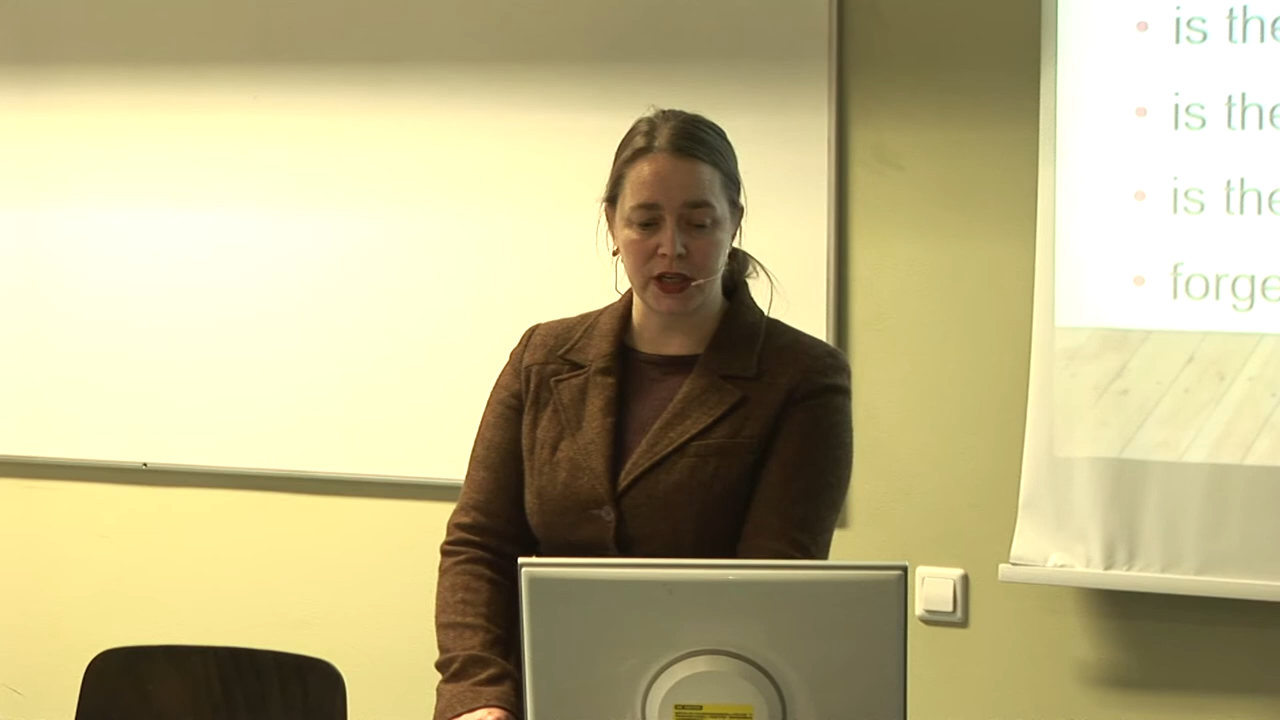 • is the
• is the
• is the
• forge